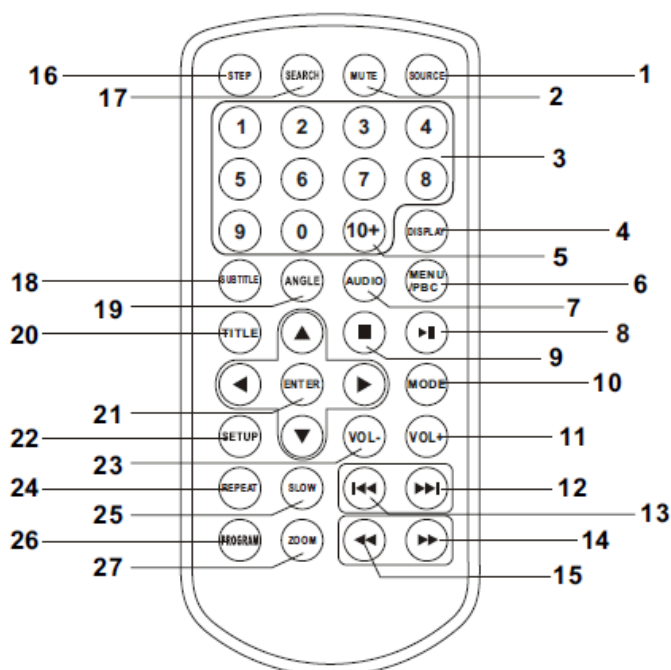 16 STEP SEARCH MUTE SOURCE 1
17 2
1 2 3 4
3
5 6 7 8
9 0 10+ DISPLAY 4
5
18 SUBTITLE ANGLE AUDIO MENU /PBC 6
19 7
20 TITLE 8
9
21 ENTER MODE 10
22 SETUP VOL- VOL+ 11
23
24 REPEAT SLOW 12
25 13
26 PROGRAM ZOOM 14
27 15